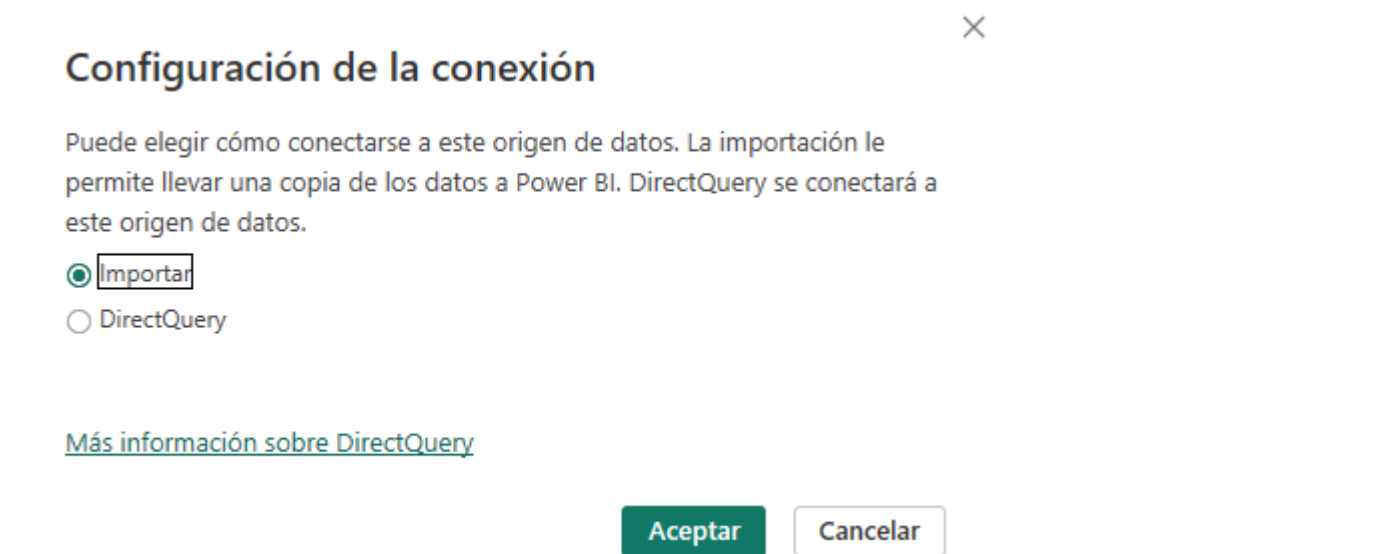 Configuración de la conexión
Puede elegir cómo conectarse a este origen de datos. La importación le
permite llevar una copia de los datos a Power BI. DirectQuery se conectará a
este origen de datos.
Importar
DirectQuery
Más información sobre DirectQuery
Aceptar Cancelar